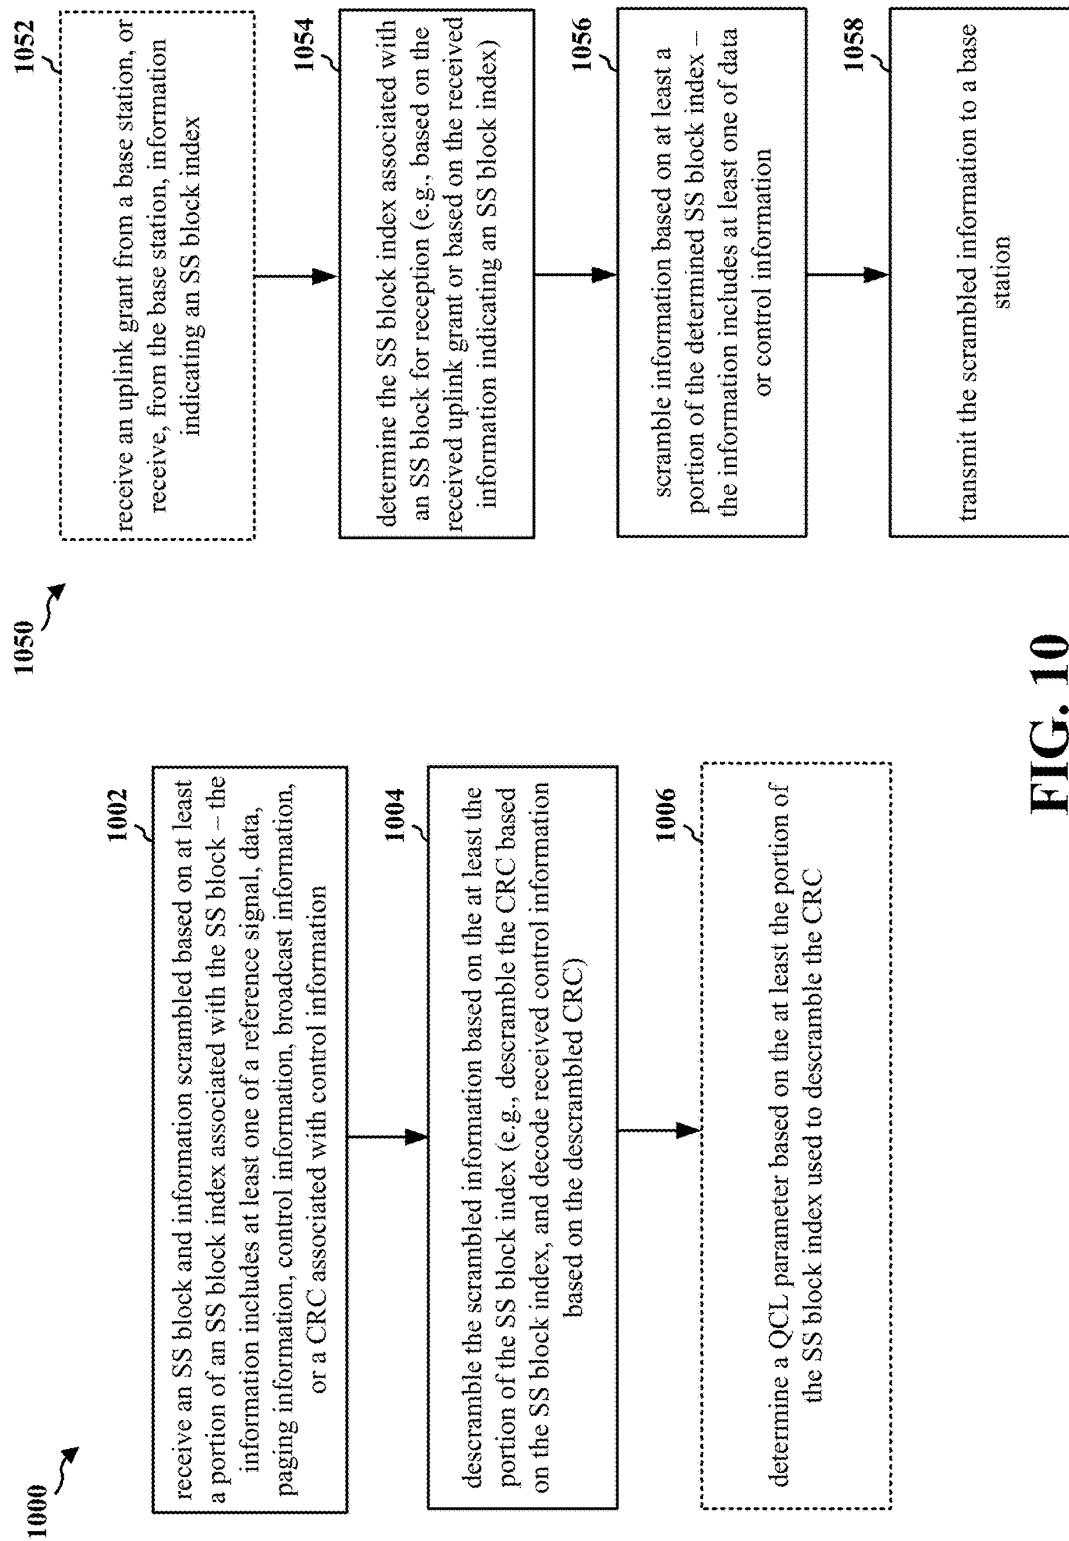 1000
1002
receive an SS block and information scrambled based on at least
a portion of an SS block index associated with the SS block – the
information includes at least one of a reference signal, data,
paging information, control information, broadcast information,
or a CRC associated with control information
1004
descramble the scrambled information based on the at least the
portion of the SS block index (e.g., descramble the CRC based
on the SS block index, and decode received control information
based on the descrambled CRC)
1006
determine a QCL parameter based on the at least the portion of
the SS block index used to descramble the CRC
1050
1052
receive an uplink grant from a base station, or
receive, from the base station, information
indicating an SS block index
1054
determine the SS block index associated with
an SS block for reception (e.g., based on the
received uplink grant or based on the received
information indicating an SS block index)
1056
scramble information based on at least a
portion of the determined SS block index –
the information includes at least one of data
or control information
1058
transmit the scrambled information to a base
station
FIG. 10